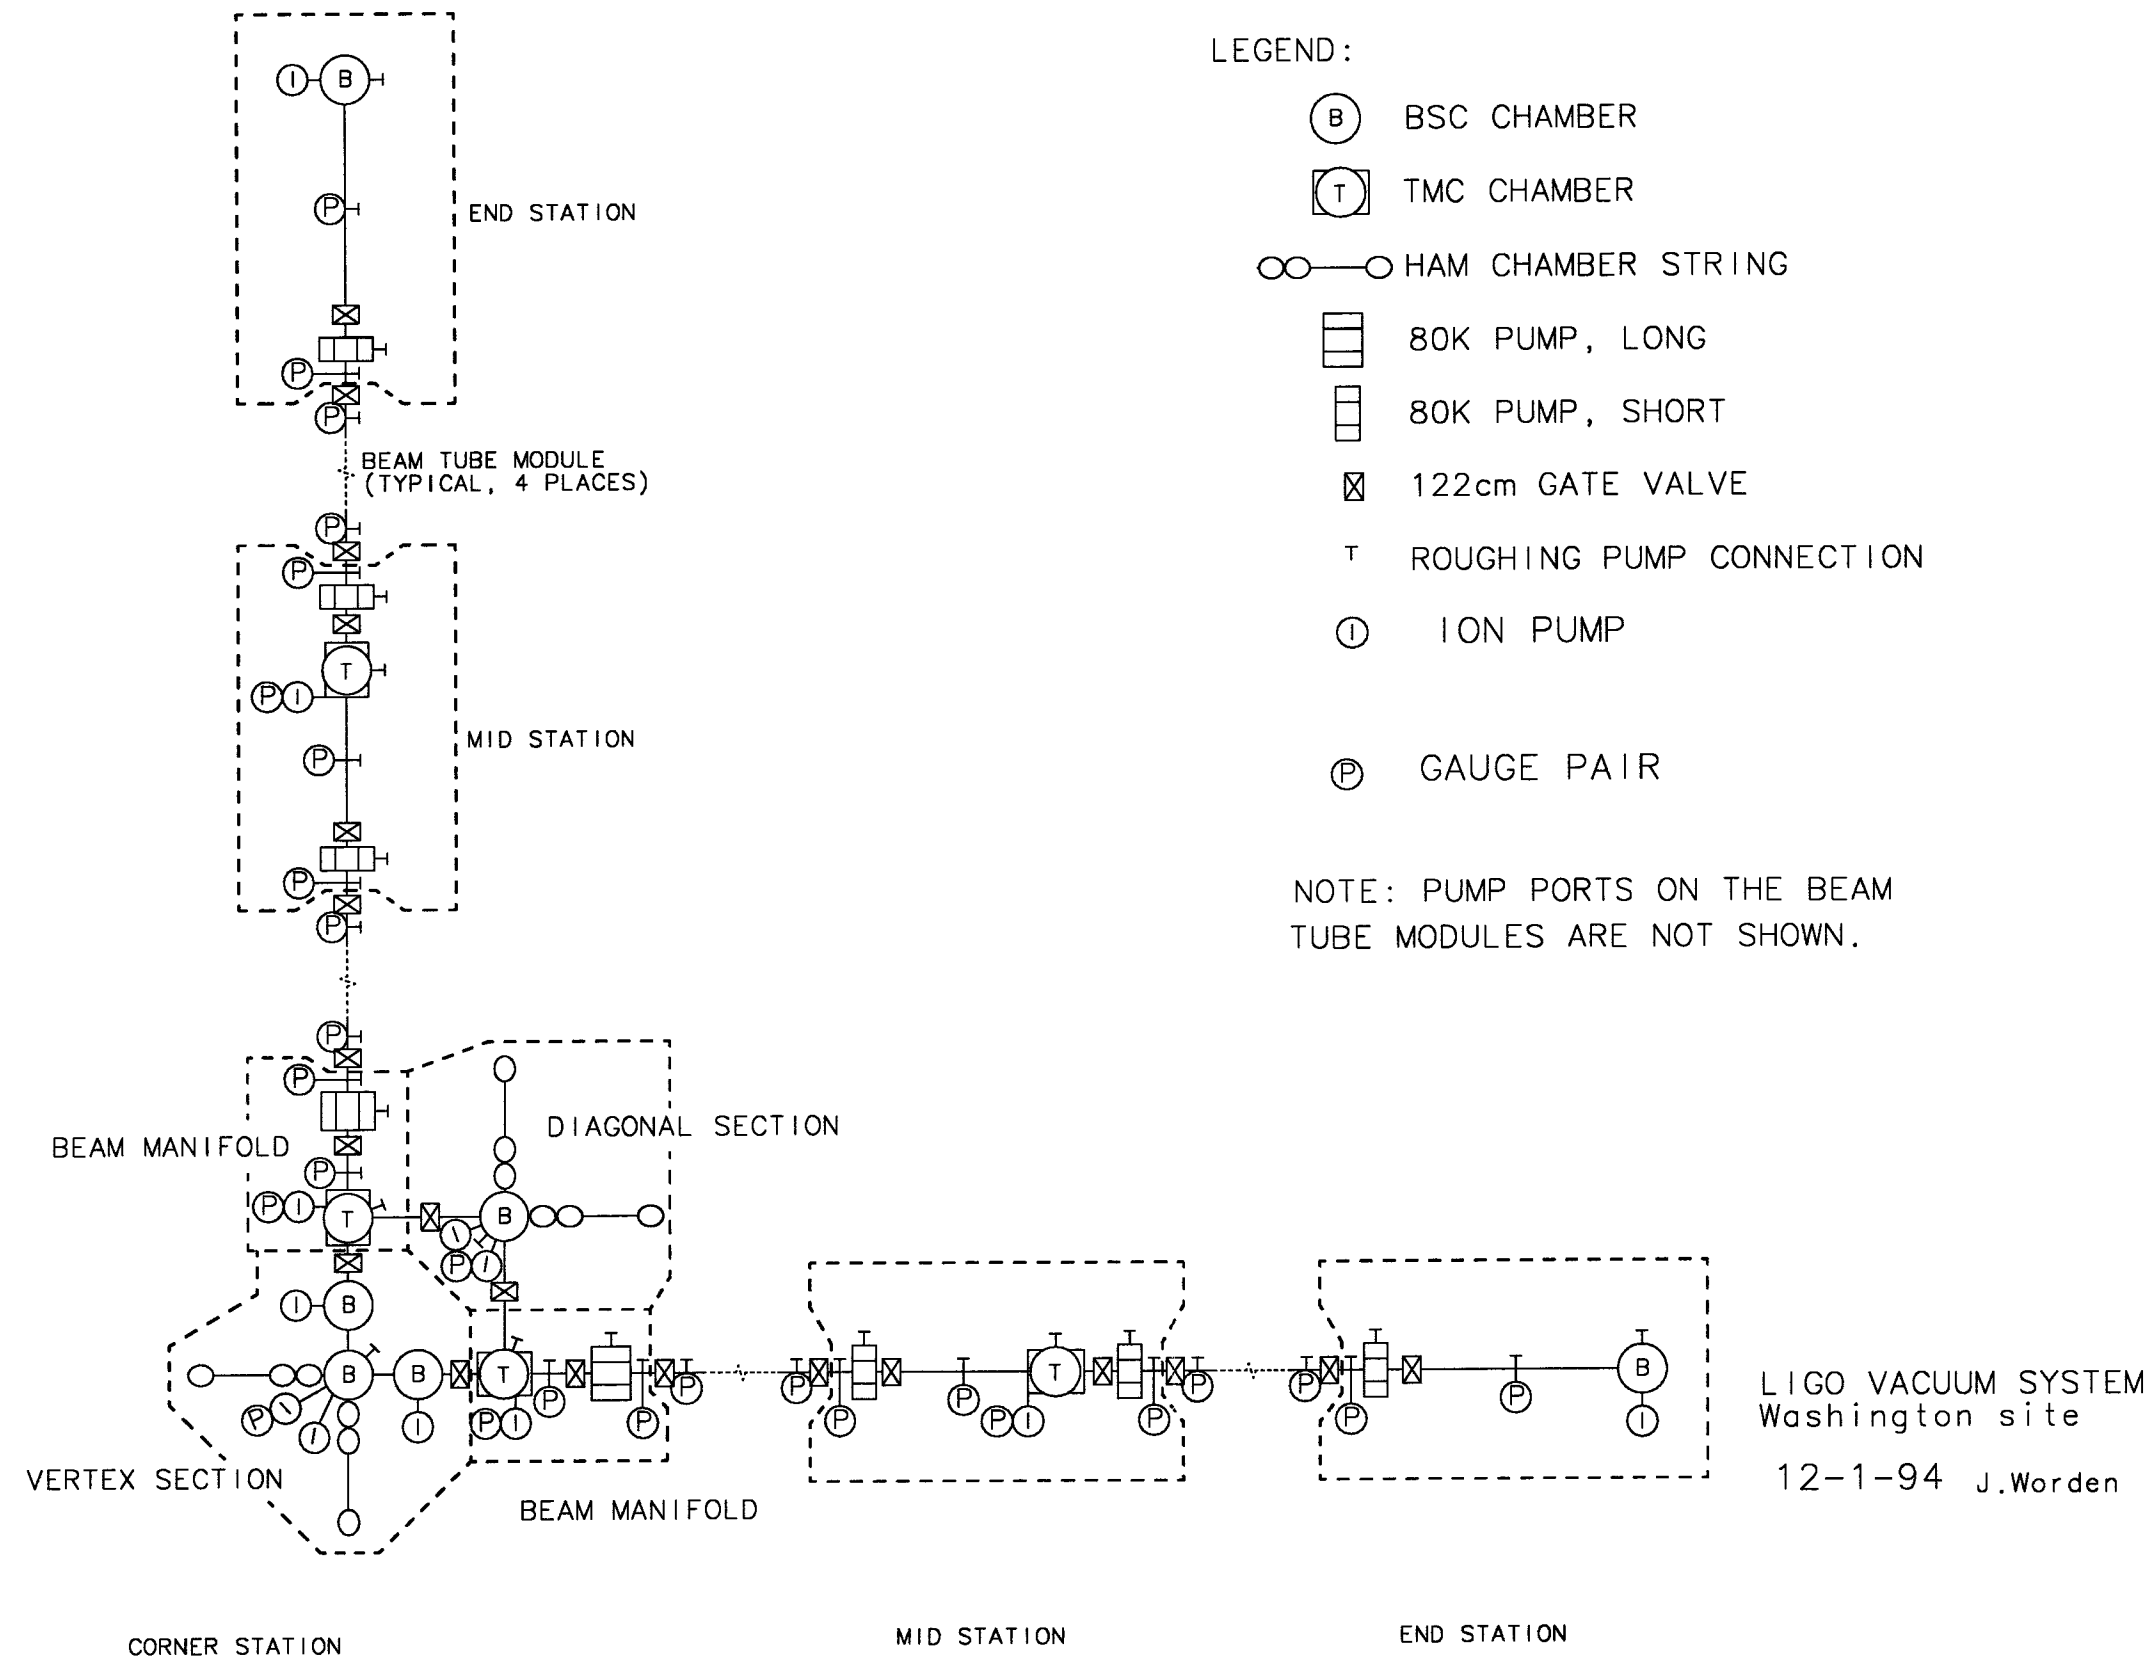 LEGEND:
B BSC CHAMBER
T TMC CHAMBER
HAM CHAMBER STRING
80K PUMP, LONG
80K PUMP, SHORT
122cm GATE VALVE
ROUGHING PUMP CONNECTION
I ION PUMP
P GAUGE PAIR
NOTE: PUMP PORTS ON THE BEAM
TUBE MODULES ARE NOT SHOWN.
I B
P
END STATION
P
P
BEAM TUBE MODULE
(TYPICAL, 4 PLACES)
P
P
T
P I
MID STATION
P
P
P
P
P
DIAGONAL SECTION
BEAM MANIFOLD
P
P I T
B
I
P I
I B
B B T
P I
I
I
P I
P
P
P
VERTEX SECTION
BEAM MANIFOLD
P
P
P
T
P I
P
P
P
P
P
B
I
LIGO VACUUM SYSTEM
Washington site
12-1-94 J.Worden
CORNER STATION
MID STATION
END STATION